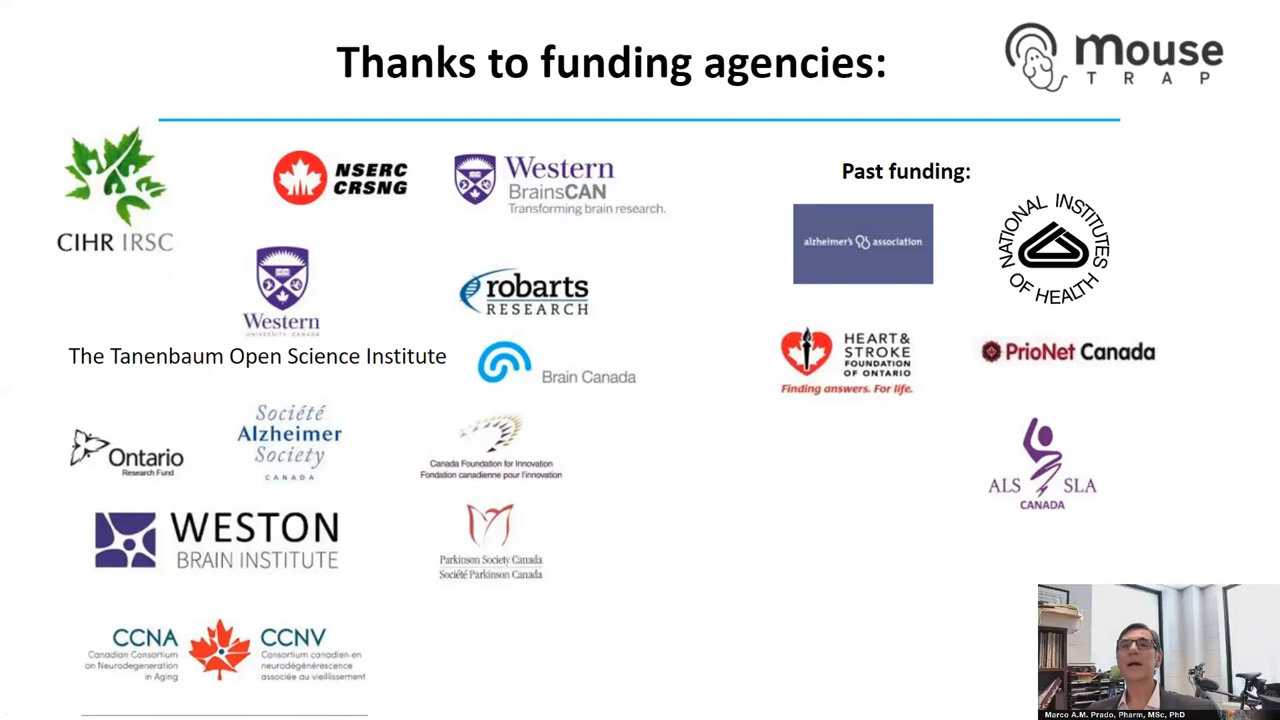 Thanks to funding agencies:
mouse
TRAP
CIHR IRSC
NSERC
CRSNG
Western
BrainsCAN
Transforming brain research.
Western
UNIVERSITY · CANADA
robarts
RESEARCH
The Tanenbaum Open Science Institute
Brain Canada
Ontario
Research Fund
Société
Alzheimer
Society
CANADA
Canada Foundation for Innovation
Fondation canadienne pour l'innovation
WESTON
BRAIN INSTITUTE
Parkinson Society Canada
Société Parkinson Canada
CCNA
Canadian Consortium
on Neurodegeneration
in Aging
CCNV
Consortium canadien en
neurodégénérescence
associée au vieillissement
Past funding:
alzheimer's association
NATIONAL INSTITUTES
OF HEALTH
HEART&
STROKE
FOUNDATION
OF ONTARIO
Finding answers. For life.
PrioNet Canada
ALS SLA
CANADA
Marco A.M. Prado, Pharm, MSc, PhD